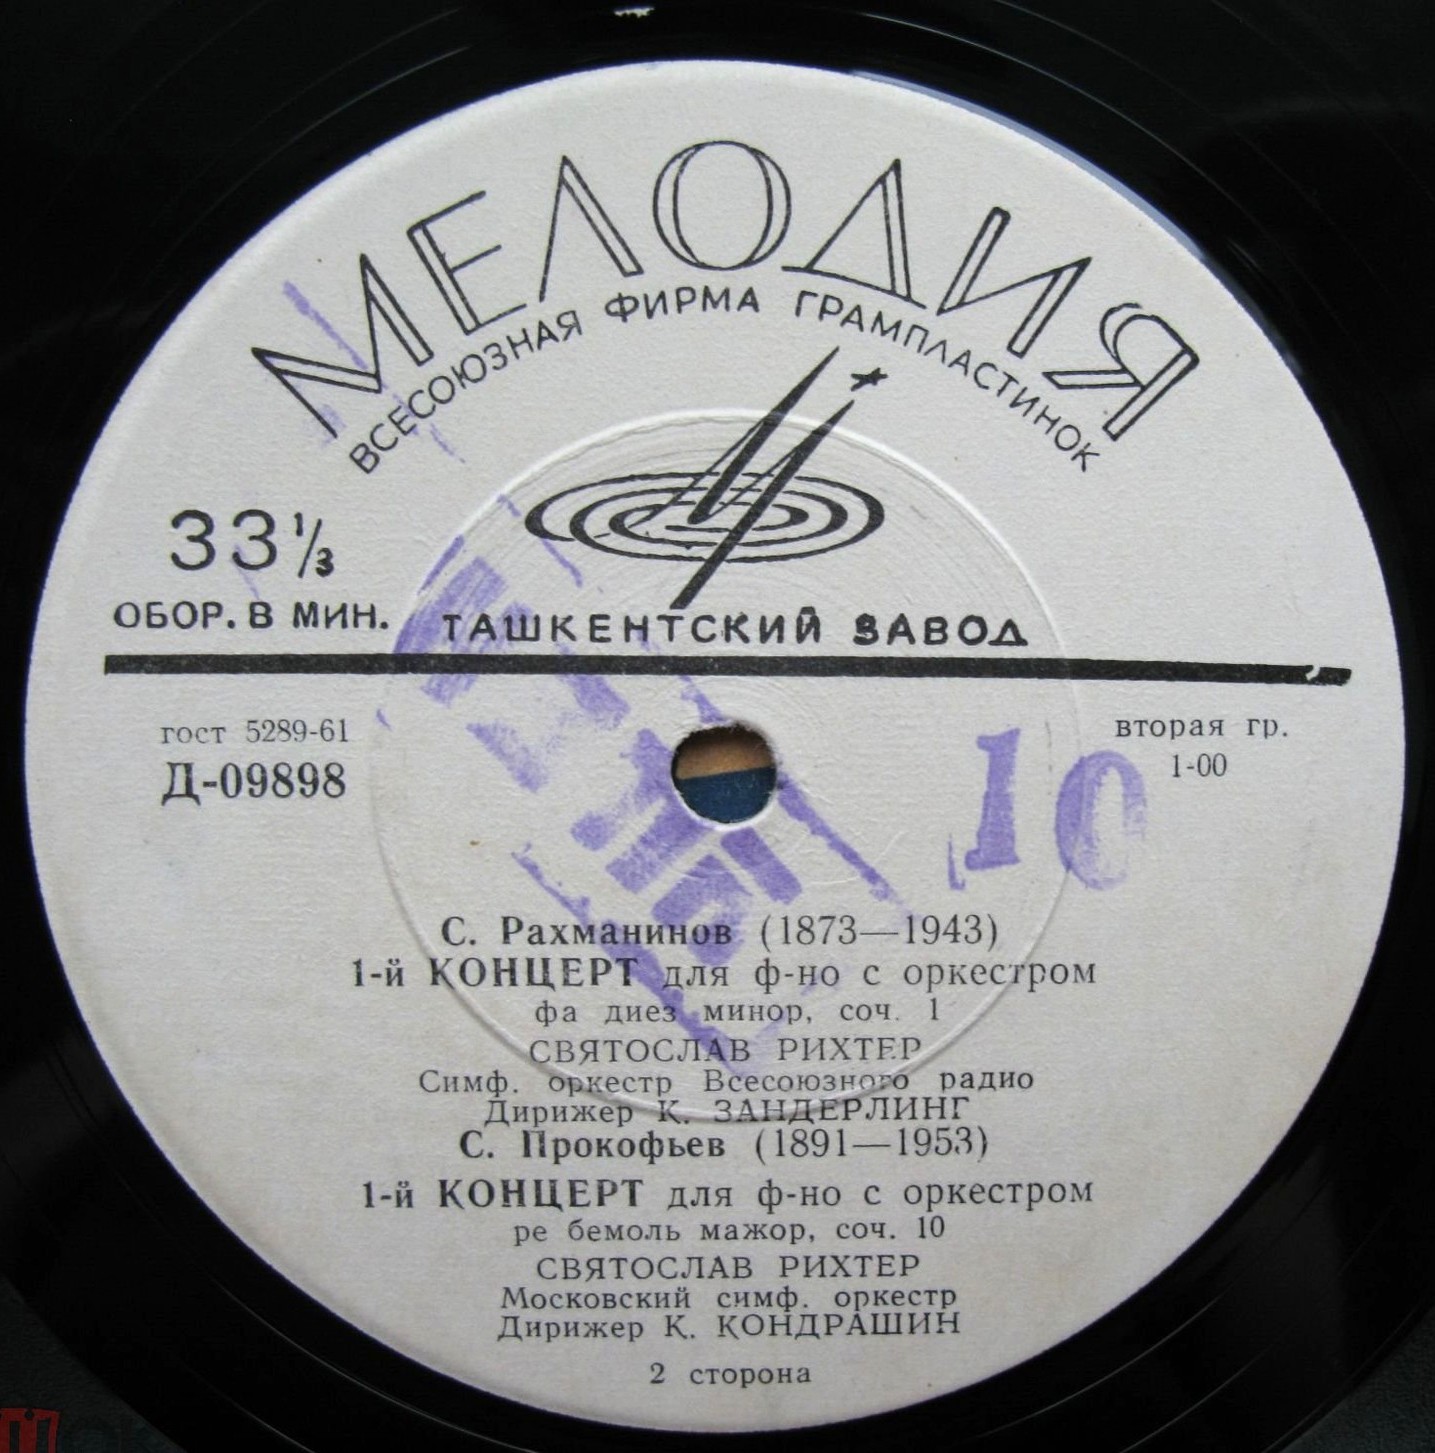 МЕЛОДИЯ
ВСЕСОЮЗНАЯ ФИРМА ГРАМПЛАСТИНОК
33 1/3
ОБОР. В МИН.
ТАШКЕНТСКИЙ ЗАВОД
гост 5289-61
Д-09898
вторая гр.
1-00
10
С. Рахманинов (1873—1943)
1-й КОНЦЕРТ для ф-но с оркестром
фа диез минор, соч. 1
СВЯТОСЛАВ РИХТЕР
Симф. оркестр Всесоюзного радио
Дирижер К. ЗАНДЕРЛИНГ
С. Прокофьев (1891—1953)
1-й КОНЦЕРТ для ф-но с оркестром
ре бемоль мажор, соч. 10
СВЯТОСЛАВ РИХТЕР
Московский симф. оркестр
Дирижер К. КОНДРАШИН
2 сторона